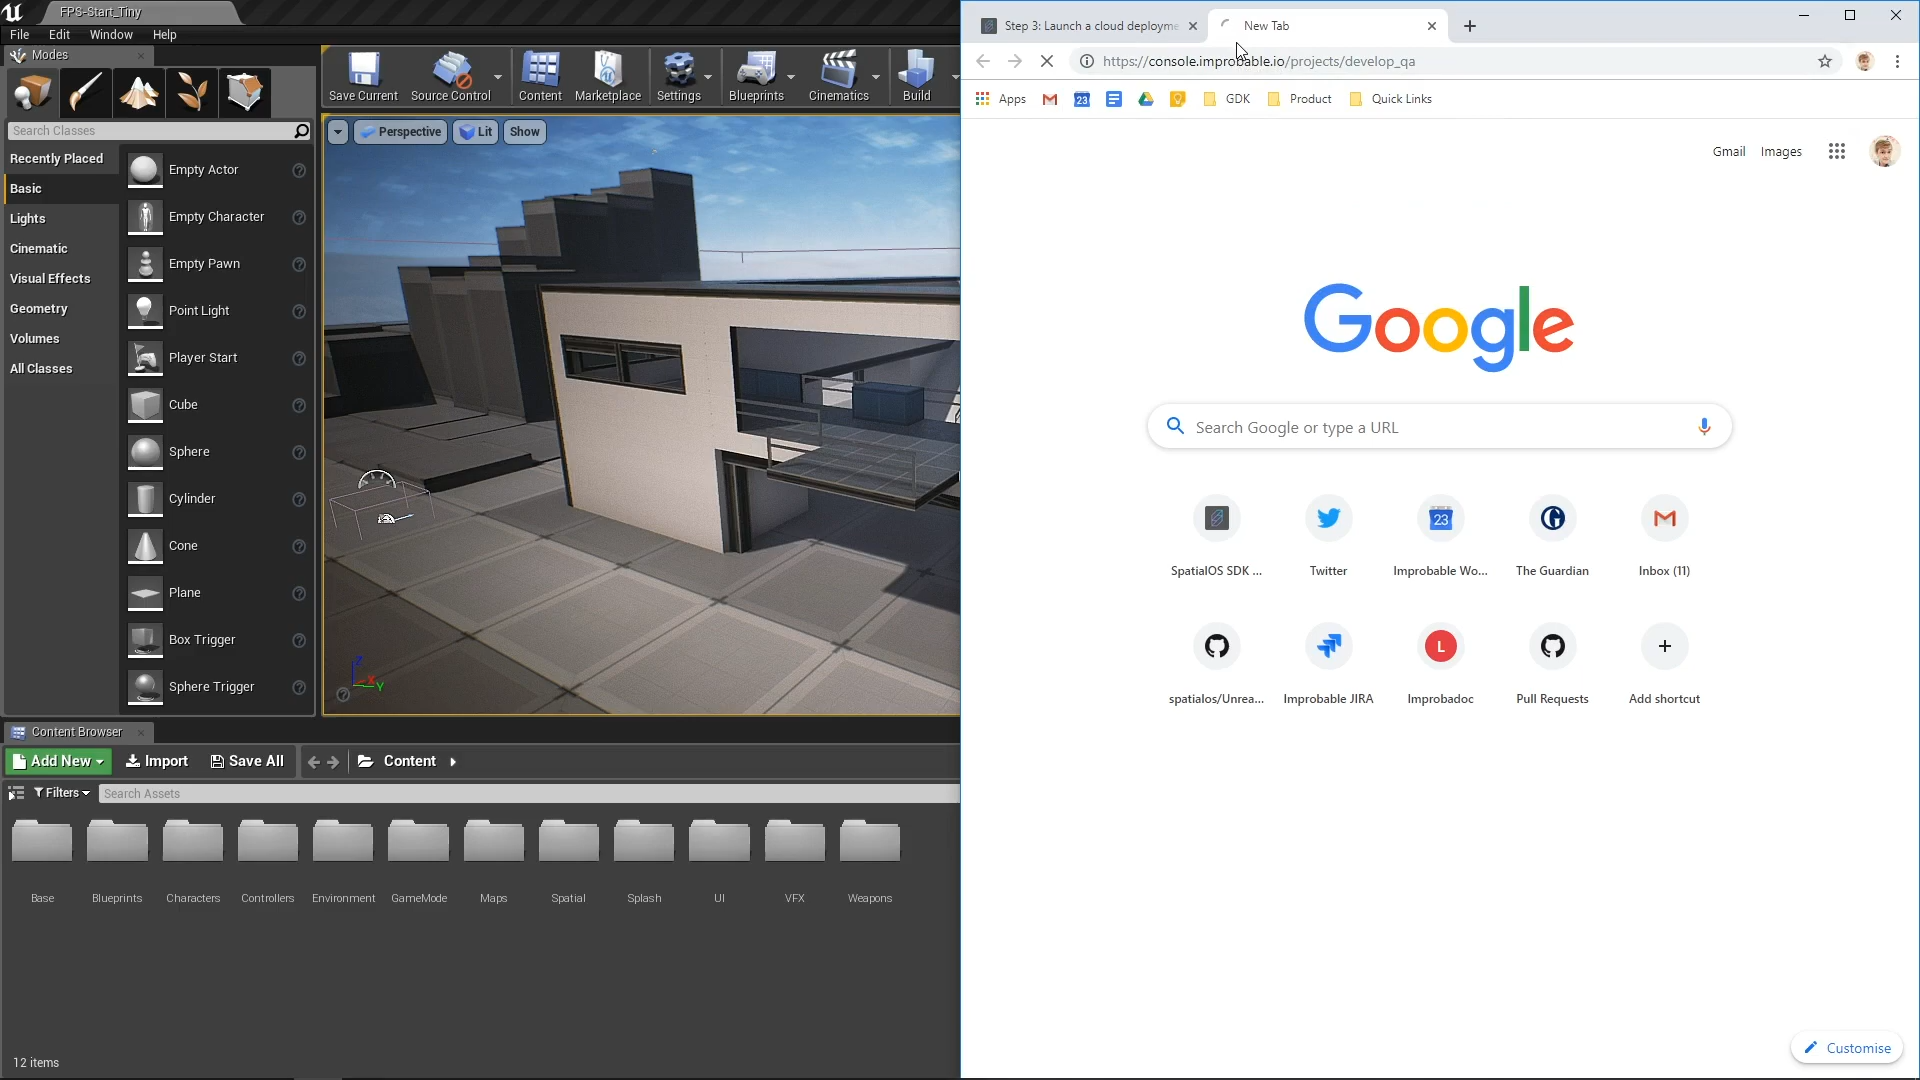 FPS-Start_Tiny
File Edit Window Help
Modes
Save Current
Source Control
Content
Marketplace
Settings
Blueprints
Cinematics
Build
Search Classes
Recently Placed
Basic
Lights
Cinematic
Visual Effects
Geometry
Volumes
All Classes
Empty Actor
Empty Character
Empty Pawn
Point Light
Player Start
Cube
Sphere
Cylinder
Cone
Plane
Box Trigger
Sphere Trigger
Perspective
Lit
Show
Z
X
Y
Content Browser
Add New
Import
Save All
Content
Filters
Search Assets
Base
Blueprints
Characters
Controllers
Environment
GameMode
Maps
Spatial
Splash
UI
VFX
Weapons
12 items
Step 3: Launch a cloud deployme
New Tab
https://console.improbable.io/projects/develop_qa
Apps
23
GDK
Product
Quick Links
Gmail
Images
Google
Search Google or type a URL
SpatialOS SDK ...
Twitter
23
Improbable Wo...
The Guardian
Inbox (11)
spatialos/Unrea...
Improbable JIRA
L
Improbadoc
Pull Requests
Add shortcut
Customise